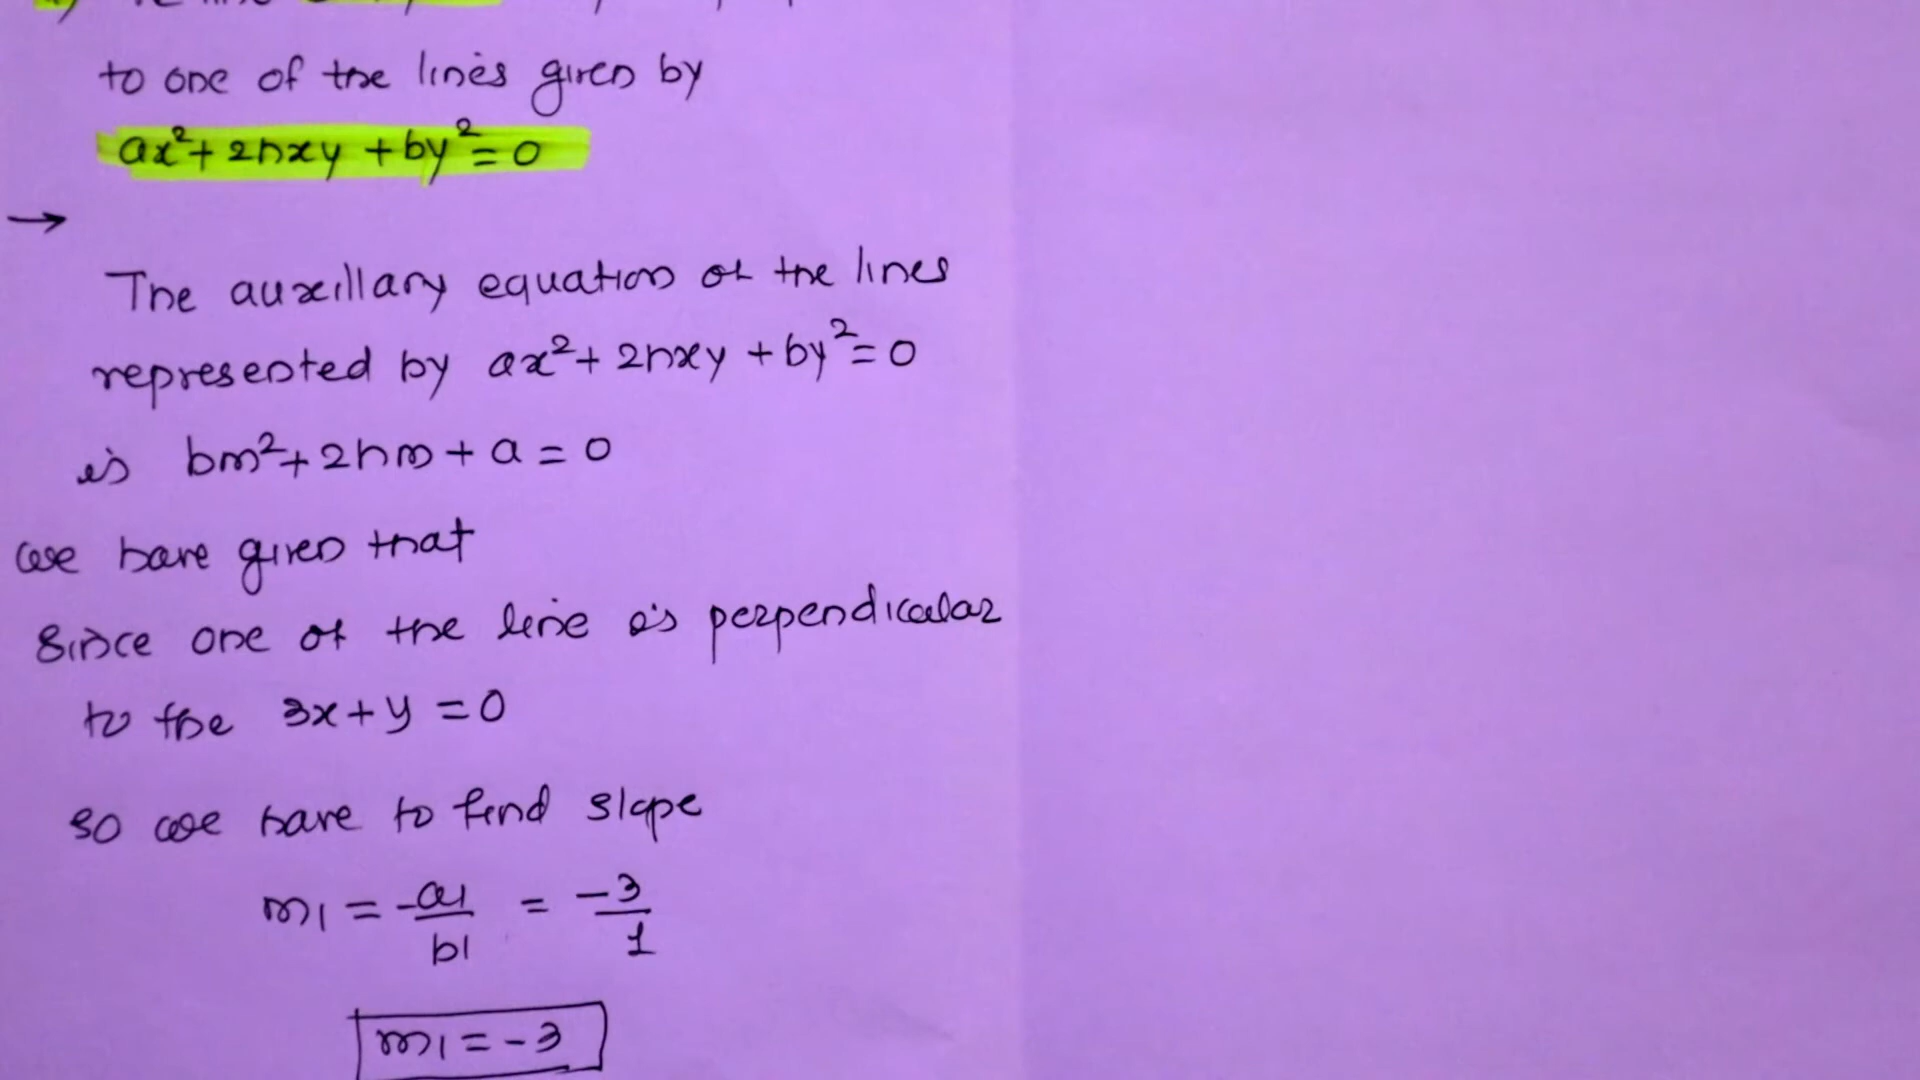 to one of the lines given by
ax²+ 2hxy +by²=0
→
The auxillary equation of the lines
represented by ax²+ 2hxy +by²=0
is bm²+2hm+a=0
we have given that
Since one of the line is perpendicular
to the 3x+y=0
so we have to find slope
m1 = -a1/b1 = -3/1
m1=-3